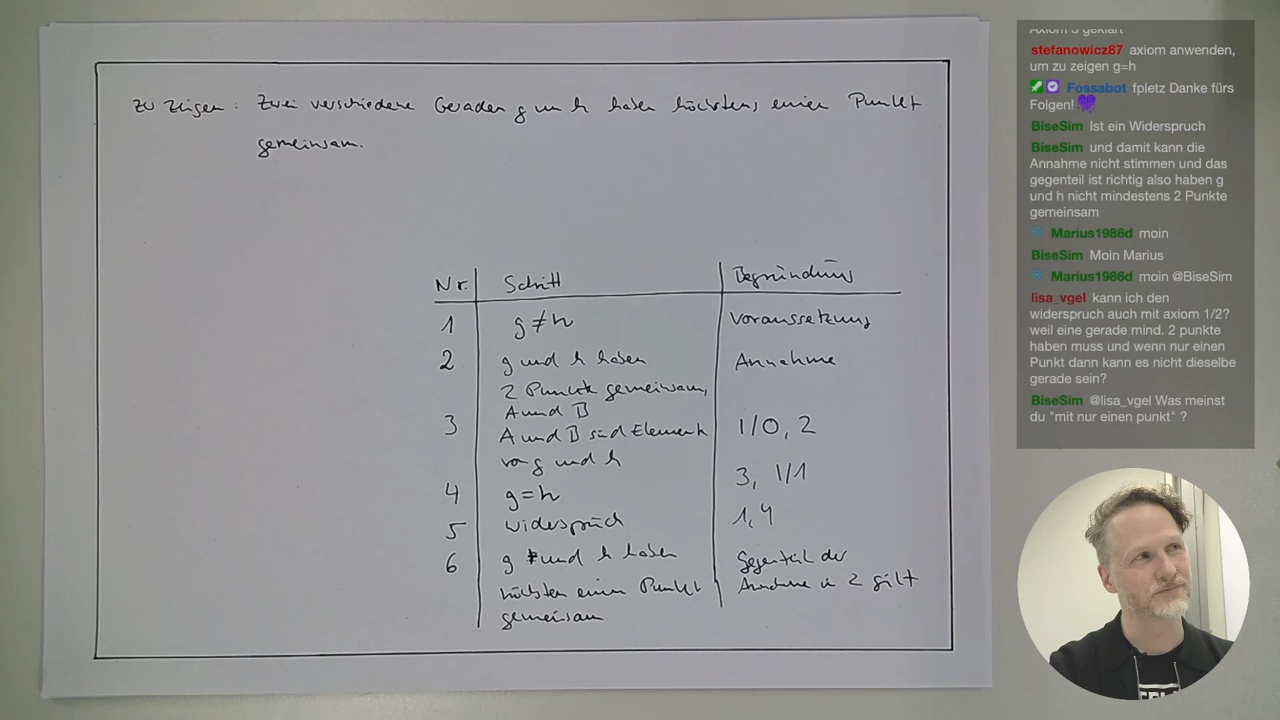 zu zeigen: Zwei verschiedene Geraden g un h haben höchstens einen Punkt
gemeinsam.
Nr. Schritt Begründung
1 g ≠ h Voraussetzung
2 g und h haben Annahme
2 Punkte gemeinsam,
A und B
3 A und B sind Element 1/0, 2
von g und h
4 g = h 3, 1/1
5 Widerspruch 1, 4
6 g und h haben Gegenteil der
höchsten einen Punkt Annahme in 2 gilt
gemeinsam
Axiom 3 geklärt
stefanowicz87 axiom anwenden,
um zu zeigen g=h
Fossabot fpletz Danke fürs
Folgen!
BiseSim Ist ein Widerspruch
BiseSim und damit kann die
Annahme nicht stimmen und das
gegenteil ist richtig also haben g
und h nicht mindestens 2 Punkte
gemeinsam
Marius1986d moin
BiseSim Moin Marius
Marius1986d moin @BiseSim
lisa_vgel kann ich den
widerspruch auch mit axiom 1/2?
weil eine gerade mind. 2 punkte
haben muss und wenn nur einen
Punkt dann kann es nicht dieselbe
gerade sein?
BiseSim @lisa_vgel Was meinst
du "mit nur einen punkt" ?